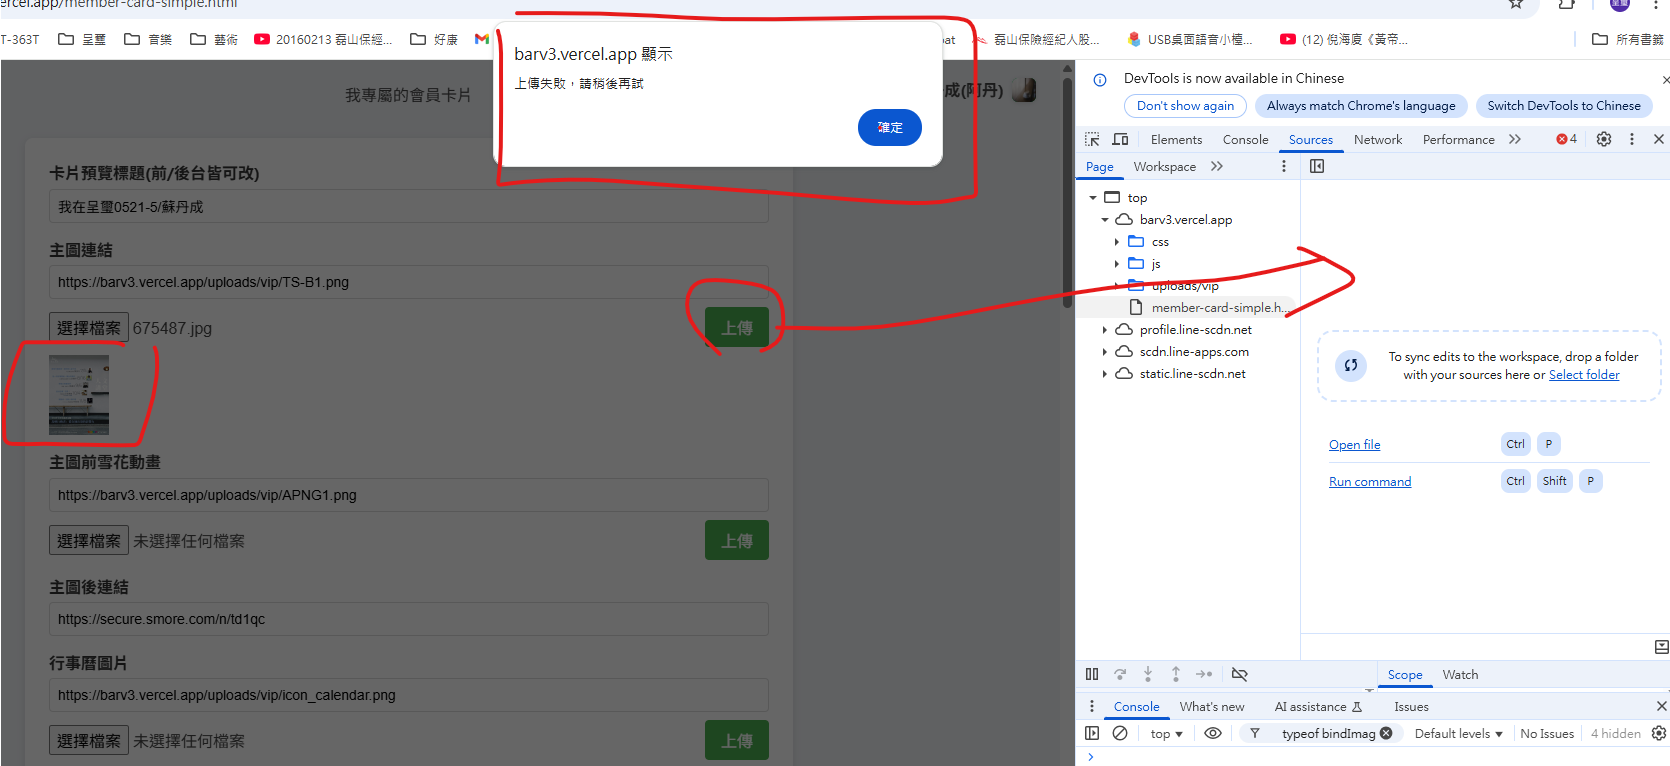 ercel.app/member-card-simple.html
T-363T
呈璽
音樂
藝術
20160213 磊山保經...
好康
at
磊山保險經紀人股...
USB桌面語音小檯...
(12) 倪海廈《黃帝...
所有書籤
barv3.vercel.app 顯示
上傳失敗，請稍後再試
確定
我專屬的會員卡片
成(阿丹)
卡片預覽標題(前/後台皆可改)
我在呈璽0521-5/蘇丹成
主圖連結
https://barv3.vercel.app/uploads/vip/TS-B1.png
選擇檔案 675487.jpg
上傳
主圖前雪花動畫
https://barv3.vercel.app/uploads/vip/APNG1.png
選擇檔案 未選擇任何檔案
上傳
主圖後連結
https://secure.smore.com/n/td1qc
行事曆圖片
https://barv3.vercel.app/uploads/vip/icon_calendar.png
選擇檔案 未選擇任何檔案
上傳
DevTools is now available in Chinese
Don't show again
Always match Chrome's language
Switch DevTools to Chinese
Elements
Console
Sources
Network
Performance
4
Page
Workspace
top
barv3.vercel.app
css
js
uploads/vip
member-card-simple.h...
profile.line-scdn.net
scdn.line-apps.com
static.line-scdn.net
To sync edits to the workspace, drop a folder
with your sources here or Select folder
Open file
Ctrl P
Run command
Ctrl Shift P
Scope
Watch
Console
What's new
AI assistance
Issues
top
typeof bindImag
Default levels
No Issues
4 hidden